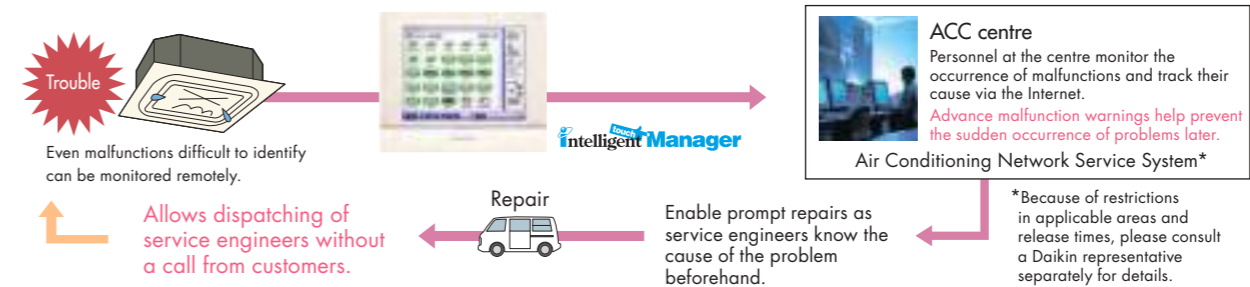 Trouble
Even malfunctions difficult to identify
can be monitored remotely.
intelligent touch Manager
ACC centre
Personnel at the centre monitor the
occurrence of malfunctions and track their
cause via the Internet.
Advance malfunction warnings help prevent
the sudden occurrence of problems later.
Air Conditioning Network Service System*
*Because of restrictions
in applicable areas and
release times, please consult
a Daikin representative
separately for details.
Enable prompt repairs as
service engineers know the
cause of the problem
beforehand.
Repair
Allows dispatching of
service engineers without
a call from customers.